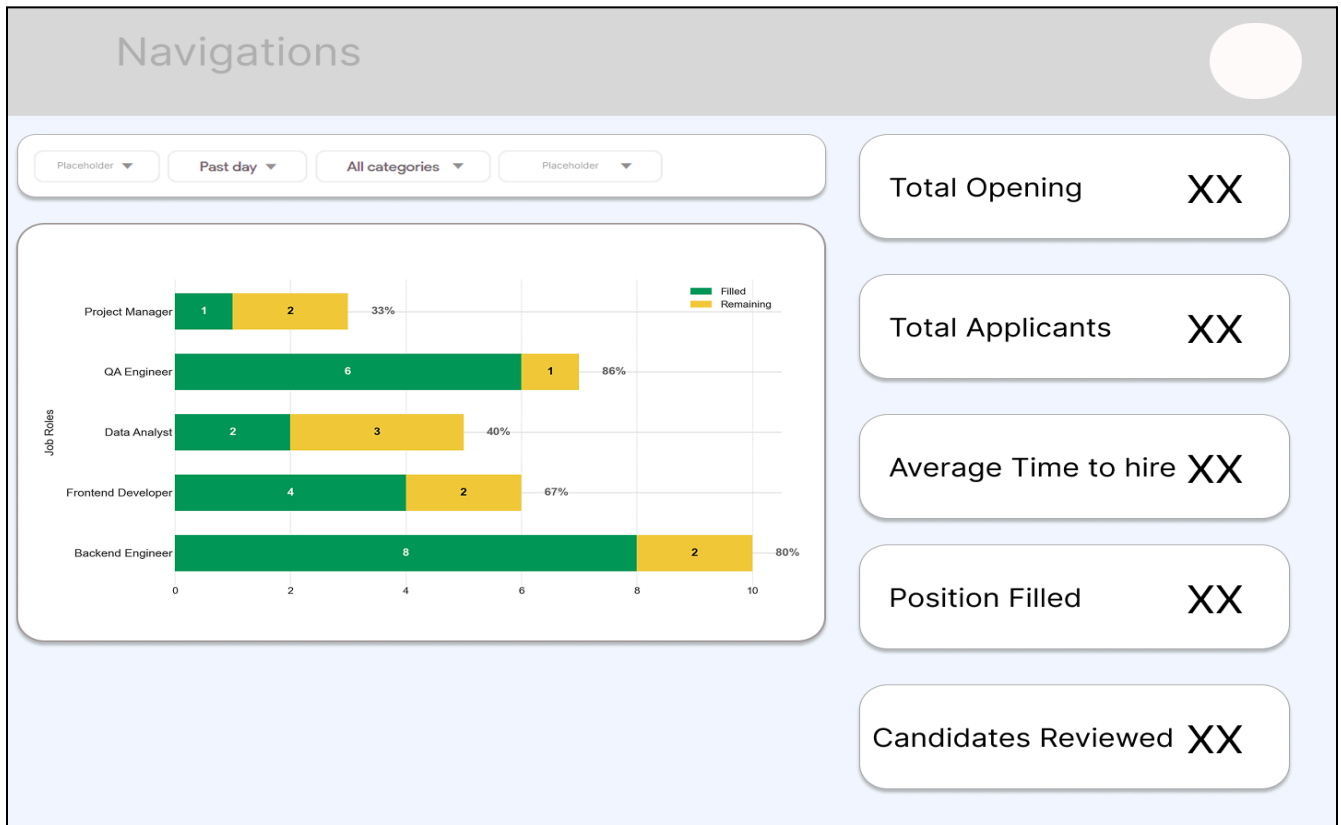 Navigations
Placeholder
Past day
All categories
Placeholder
Filled
Remaining
Job Roles
Project Manager 1 2 33%
QA Engineer 6 1 86%
Data Analyst 2 3 40%
Frontend Developer 4 2 67%
Backend Engineer 8 2 80%
0 2 4 6 8 10
Total Opening XX
Total Applicants XX
Average Time to hire XX
Position Filled XX
Candidates Reviewed XX